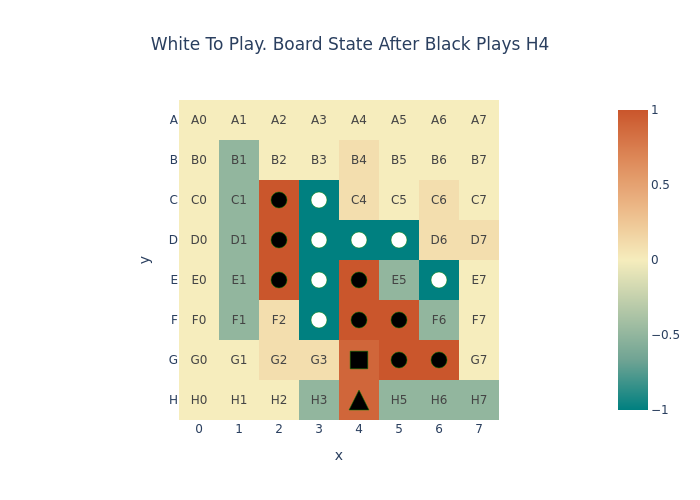 White To Play. Board State After Black Plays H4
A A0 A1 A2 A3 A4 A5 A6 A7
B B0 B1 B2 B3 B4 B5 B6 B7
C C0 C1 C4 C5 C6 C7
D D0 D1 D6 D7
E E0 E1 E5 E7
F F0 F1 F2 F6 F7
G G0 G1 G2 G3 G7
H H0 H1 H2 H3 H5 H6 H7
0 1 2 3 4 5 6 7
x
y
1
0.5
0
−0.5
−1